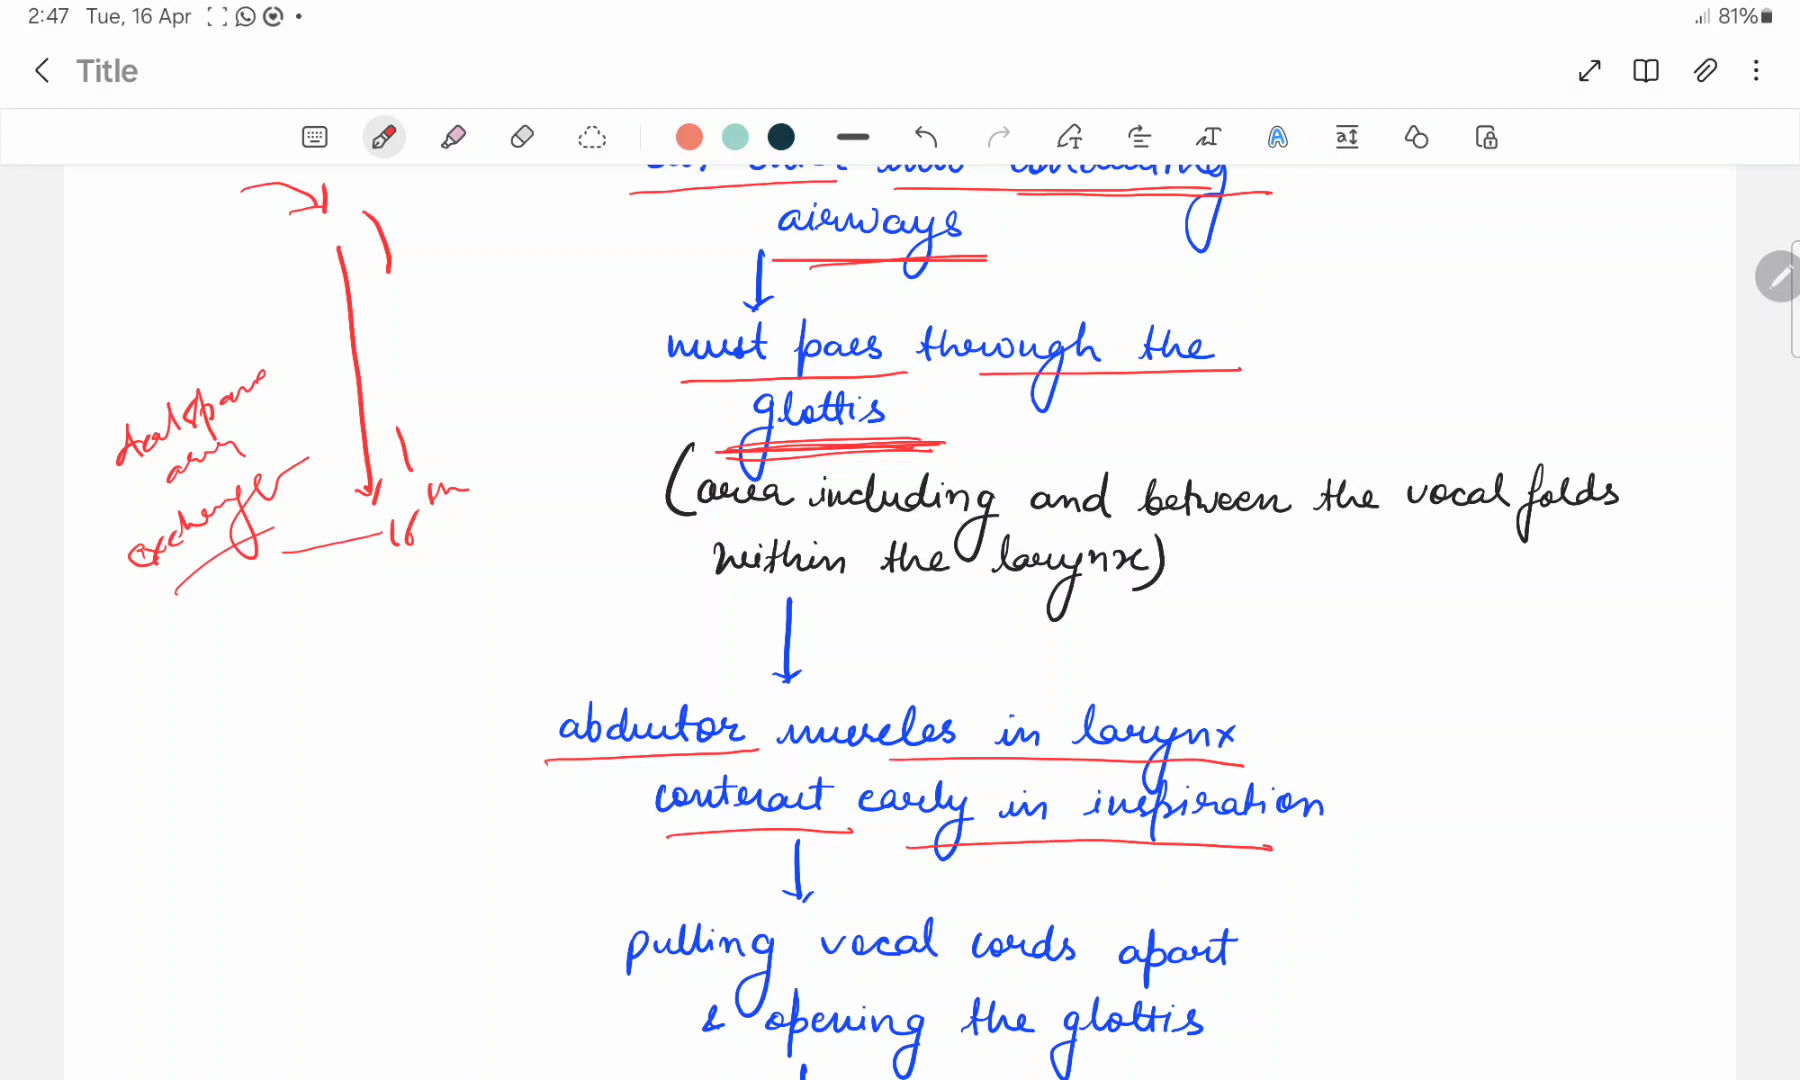 2:47 Tue, 16 Apr
81%
Title
airways
must pass through the
glottis
(area including and between the vocal folds
within the larynx)
exchange
16
abductor muscles in larynx
contract early in inspiration
pulling vocal cords apart
& opening the glottis